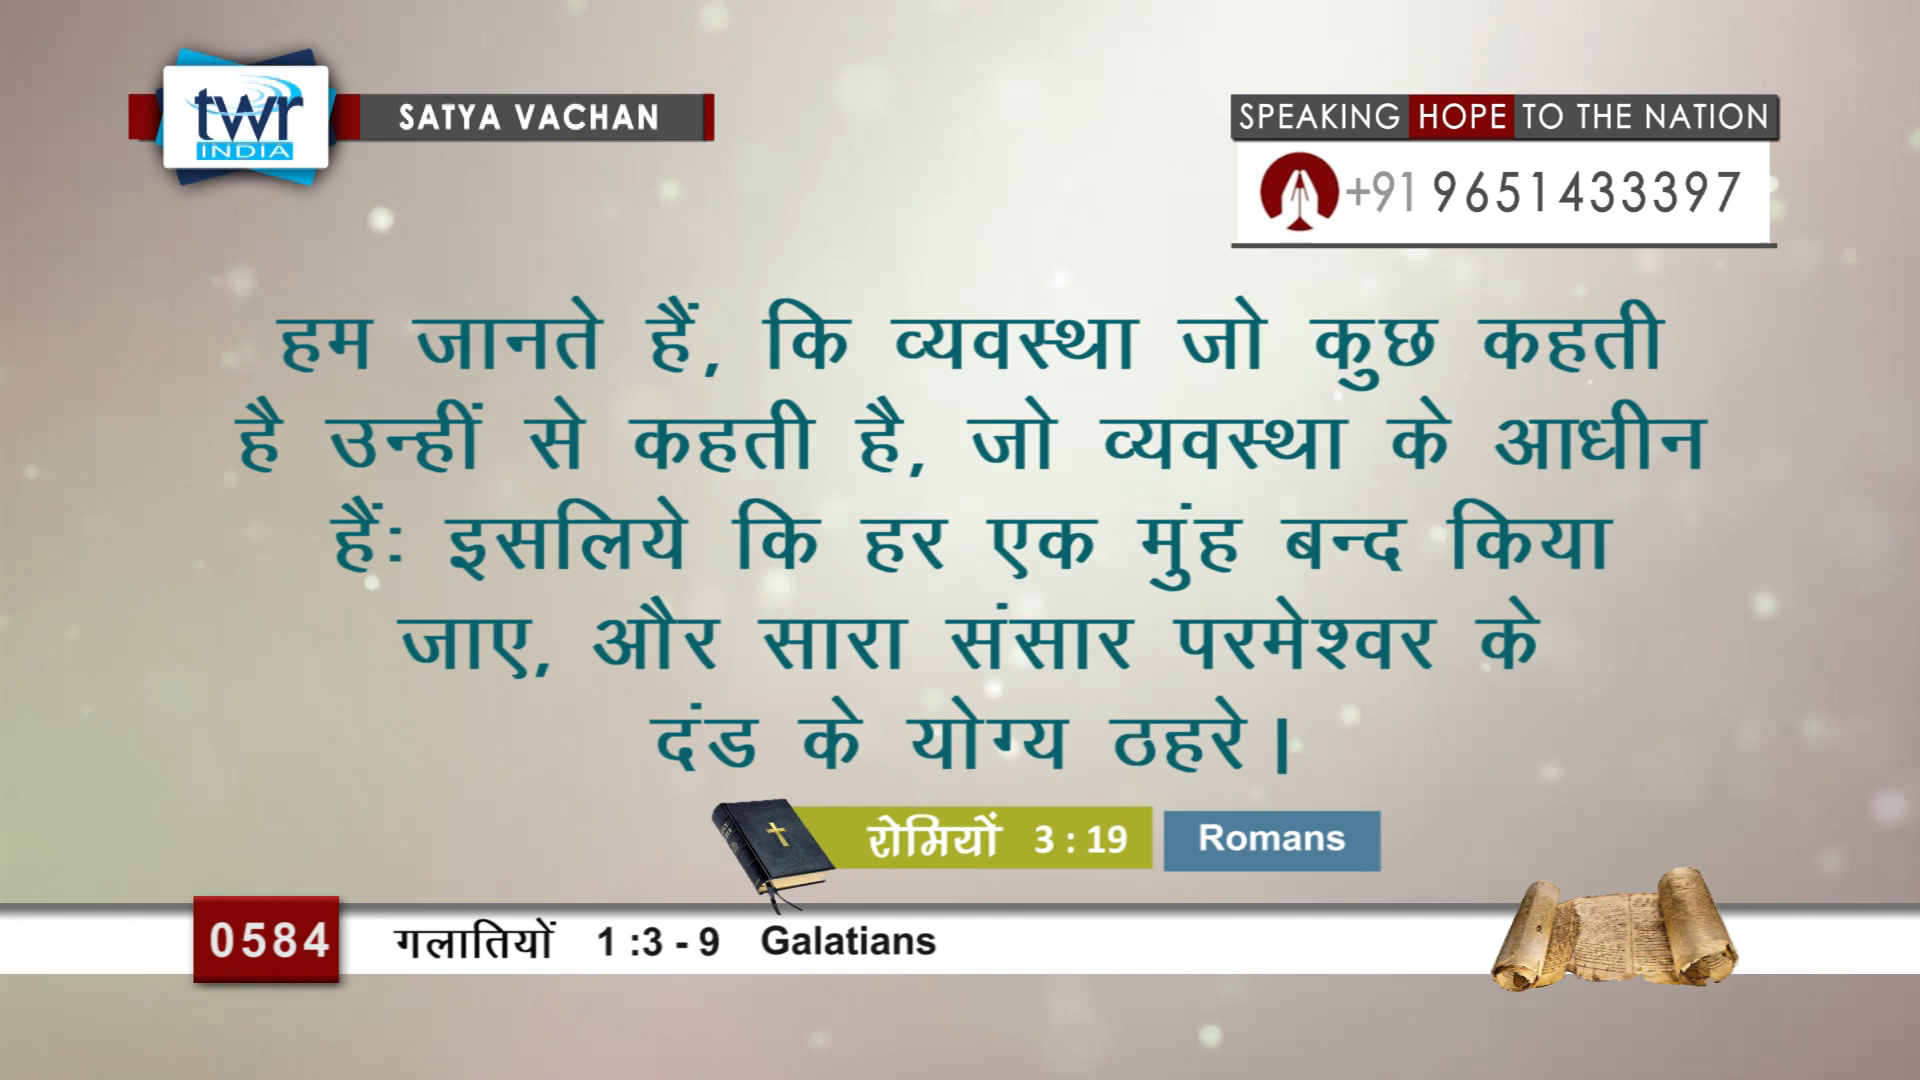 twr
INDIA
SATYA VACHAN
SPEAKING HOPE TO THE NATION
+91 9651433397
हम जानते हैं, कि व्यवस्था जो कुछ कहती
है उन्हीं से कहती है, जो व्यवस्था के आधीन
हैंः इसलिये कि हर एक मुंह बन्द किया
जाए, और सारा संसार परमेश्वर के
दंड के योग्य ठहरे।
रोमियों 3 : 19 Romans
0584 गलातियों 1 :3 - 9 Galatians